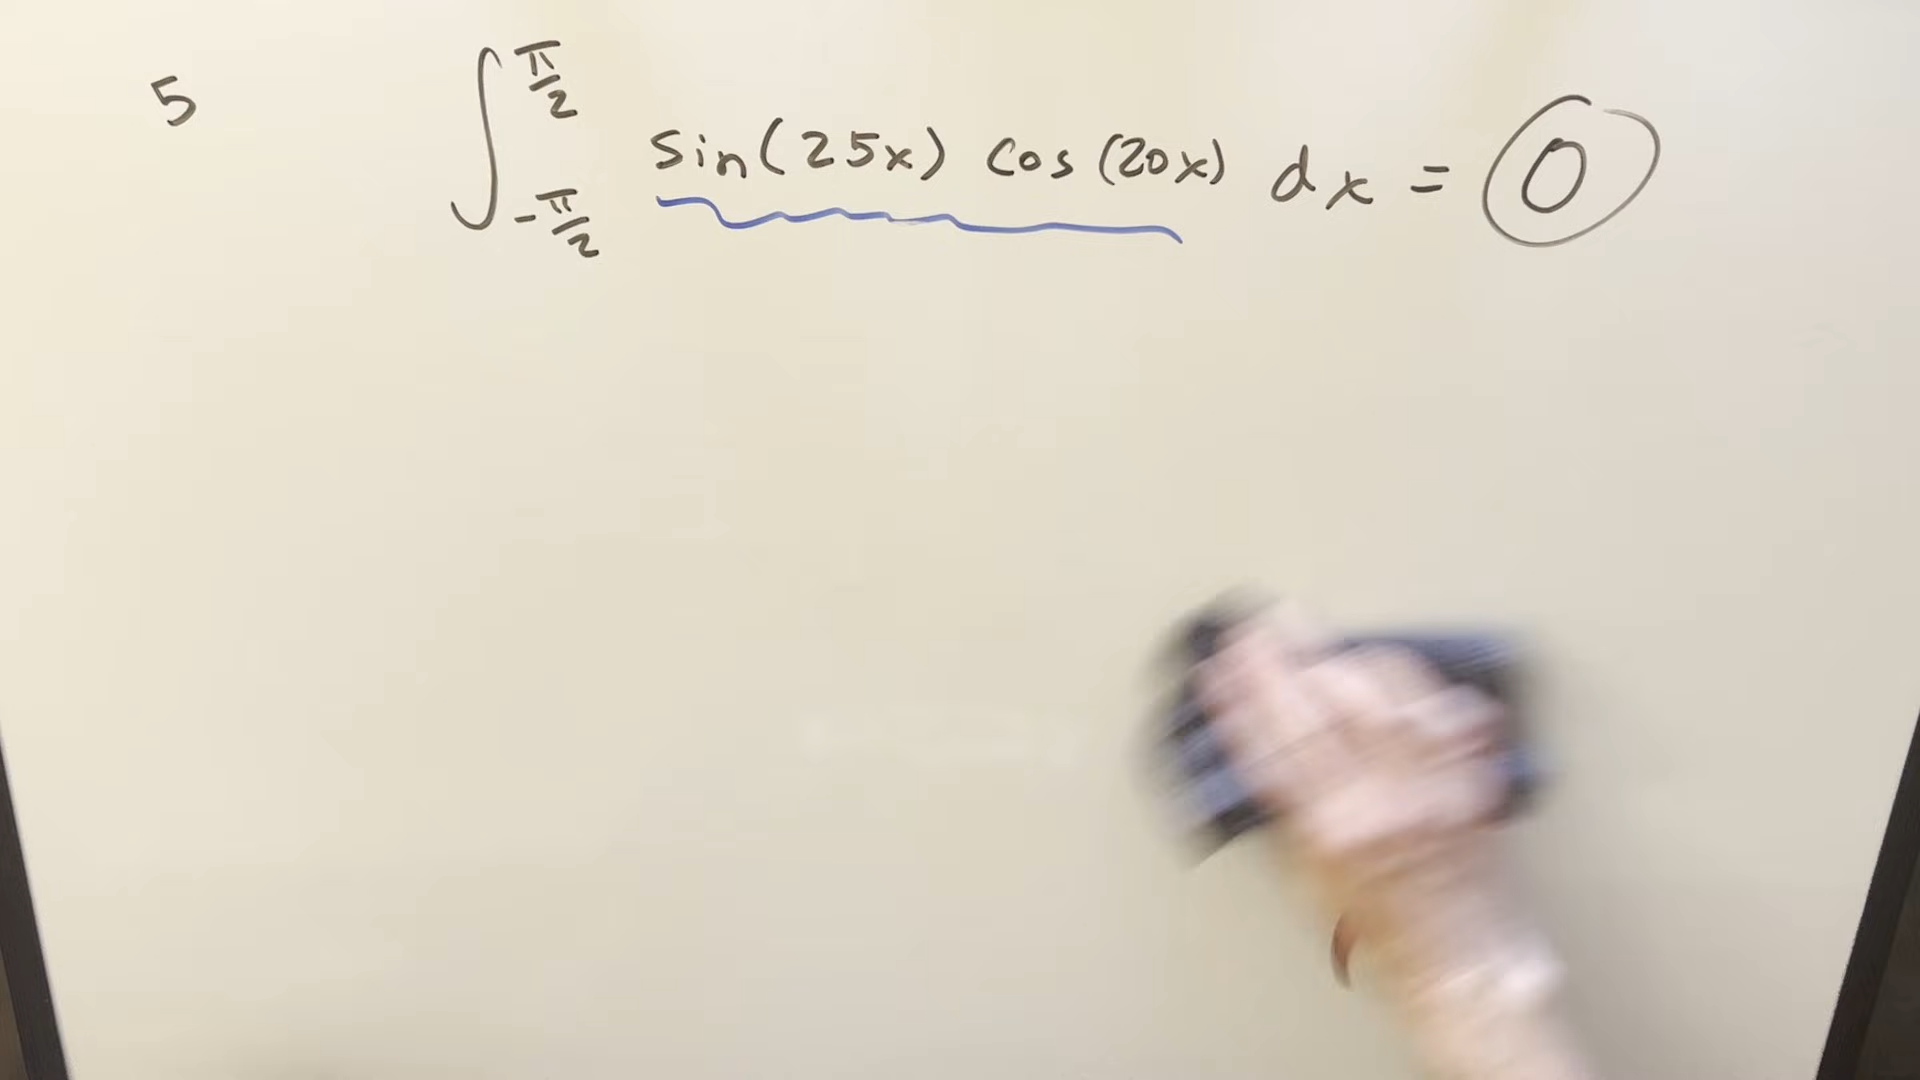 5 ∫_{-π/2}^{π/2} sin(25x) cos(20x) dx = 0